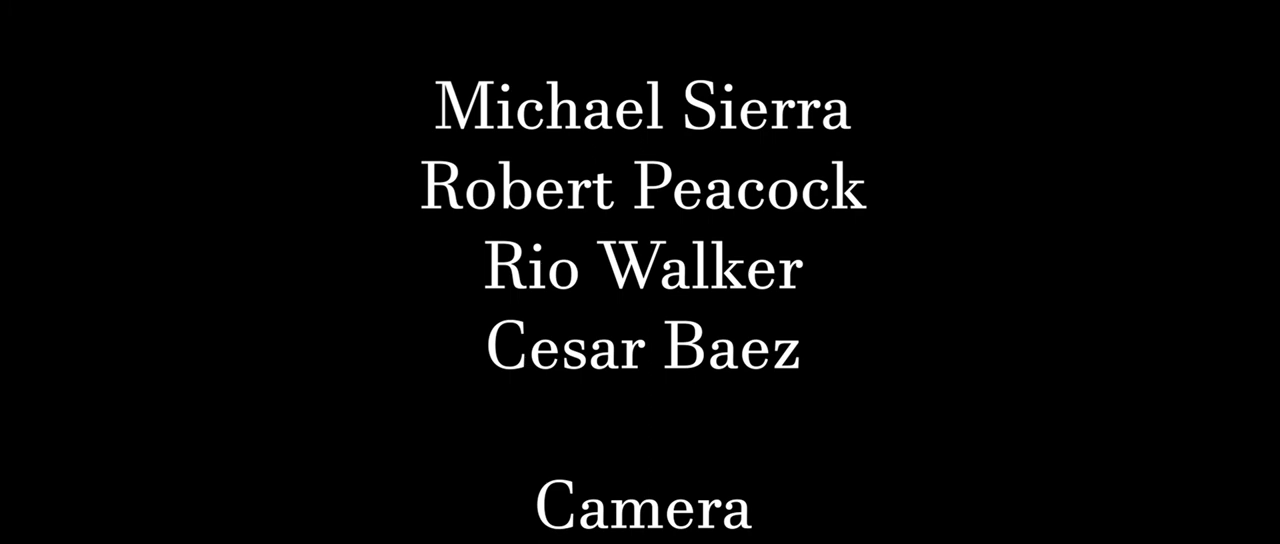 Michael Sierra
Robert Peacock
Rio Walker
Cesar Baez
Camera